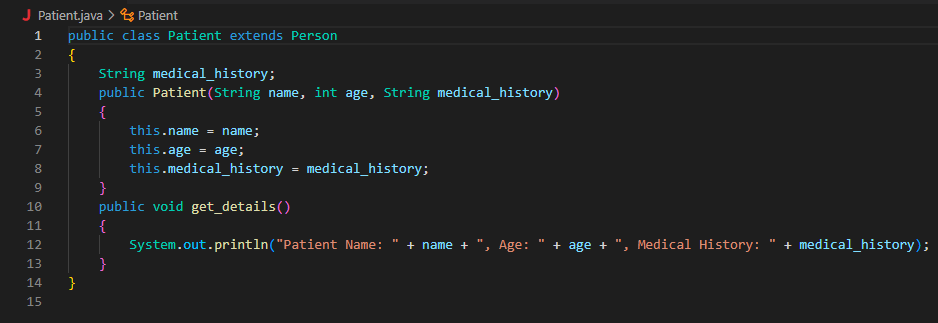 J Patient.java > Patient
1 public class Patient extends Person
2 {
3     String medical_history;
4     public Patient(String name, int age, String medical_history)
5     {
6         this.name = name;
7         this.age = age;
8         this.medical_history = medical_history;
9     }
10     public void get_details()
11     {
12         System.out.println("Patient Name: " + name + ", Age: " + age + ", Medical History: " + medical_history);
13     }
14 }
15